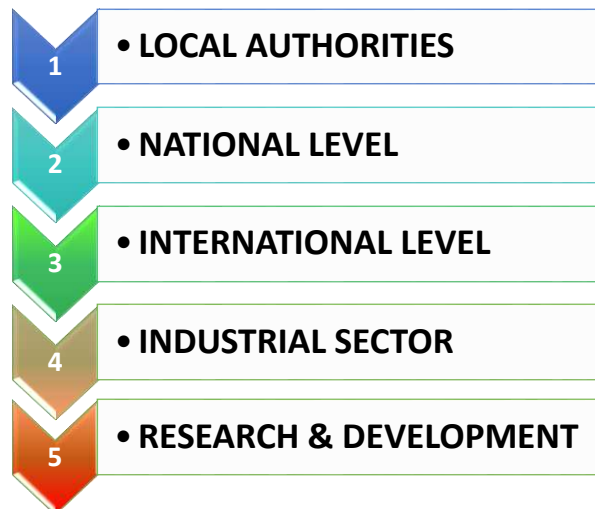 1
• LOCAL AUTHORITIES
2
• NATIONAL LEVEL
3
• INTERNATIONAL LEVEL
4
• INDUSTRIAL SECTOR
5
• RESEARCH & DEVELOPMENT